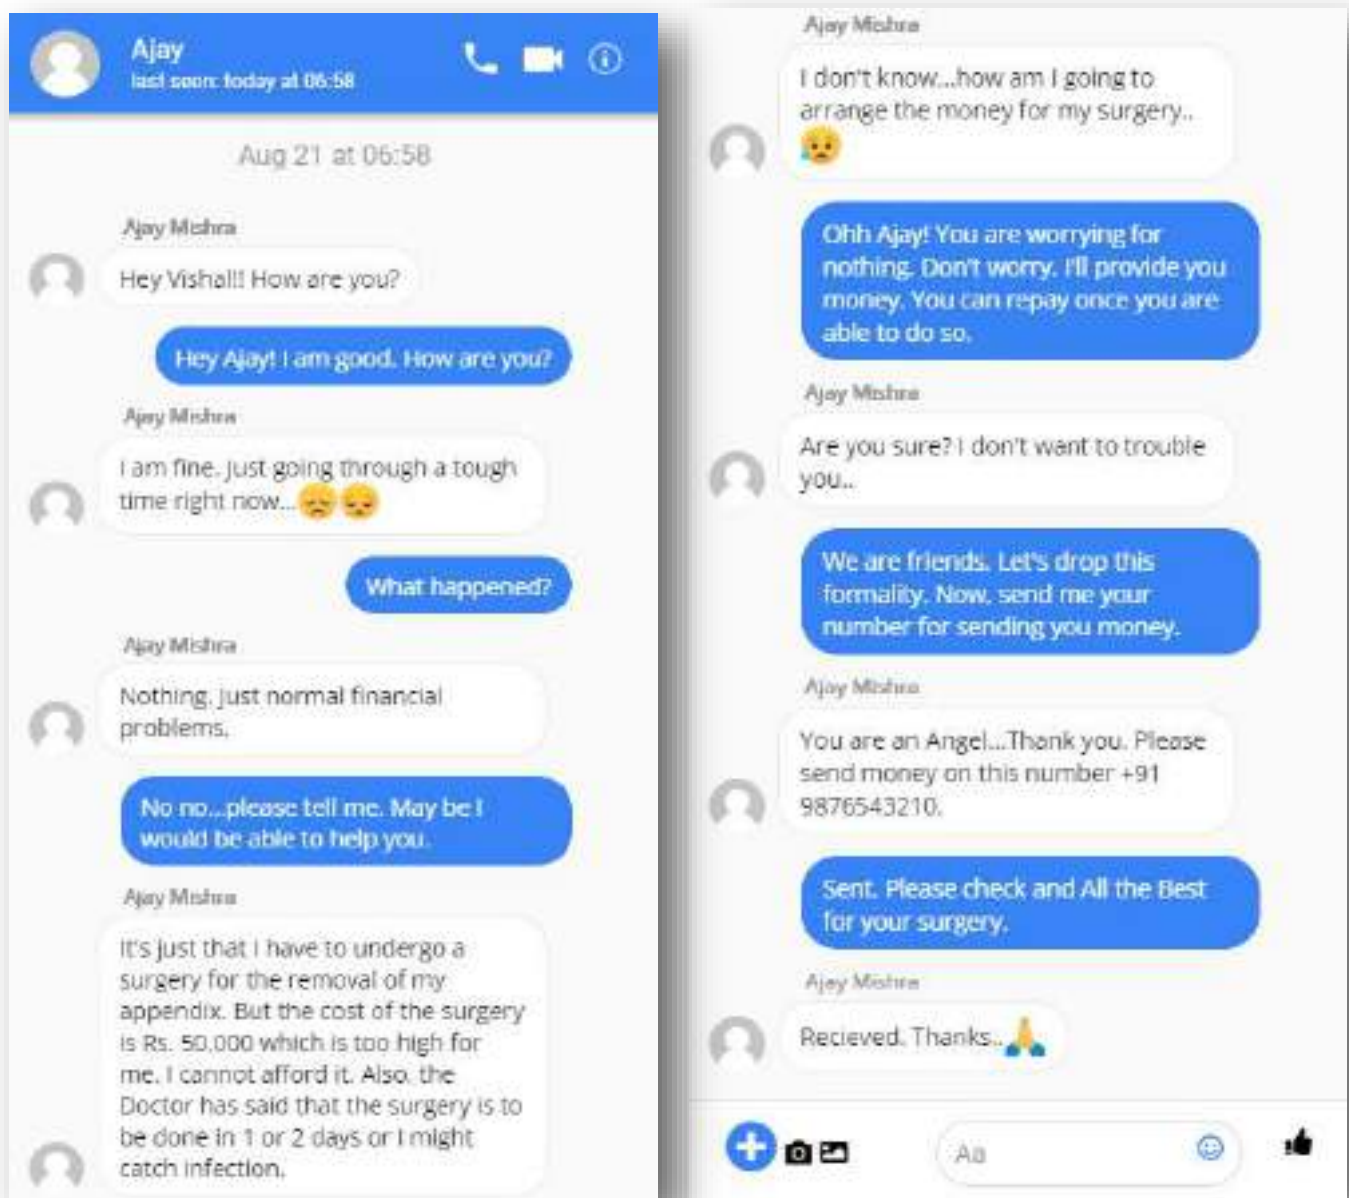 Ajay
last seen: today at 06:58
Aug 21 at 06:58
Ajay Mishra
Hey Vishal!! How are you?
Hey Ajay! I am good. How are you?
Ajay Mishra
I am fine. Just going through a tough
time right now...
What happened?
Ajay Mishra
Nothing. Just normal financial
problems.
No no...please tell me. May be I
would be able to help you.
Ajay Mishra
It's just that I have to undergo a
surgery for the removal of my
appendix. But the cost of the surgery
is Rs. 50,000 which is too high for
me. I cannot afford it. Also, the
Doctor has said that the surgery is to
be done in 1 or 2 days or I might
catch infection.
Ajay Mishra
I don't know...how am I going to
arrange the money for my surgery..
Ohh Ajay! You are worrying for
nothing. Don't worry. I'll provide you
money. You can repay once you are
able to do so.
Ajay Mishra
Are you sure? I don't want to trouble
you..
We are friends. Let's drop this
formality. Now, send me your
number for sending you money.
Ajay Mishra
You are an Angel...Thank you. Please
send money on this number +91
9876543210.
Sent. Please check and All the Best
for your surgery.
Ajay Mishra
Recieved. Thanks..
Aa